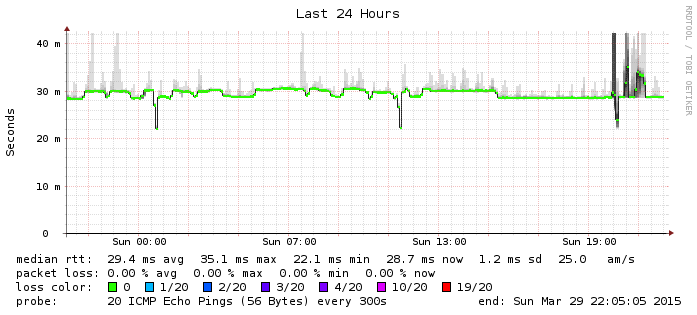 Last 24 Hours
RRDTOOL / TOBI OETIKER
Seconds
40 m
30 m
20 m
10 m
0
Sun 00:00 Sun 07:00 Sun 13:00 Sun 19:00
median rtt: 29.4 ms avg 35.1 ms max 22.1 ms min 28.7 ms now 1.2 ms sd 25.0 am/s
packet loss: 0.00 % avg 0.00 % max 0.00 % min 0.00 % now
loss color: 0 1/20 2/20 3/20 4/20 10/20 19/20
probe: 20 ICMP Echo Pings (56 Bytes) every 300s end: Sun Mar 29 22:05:05 2015